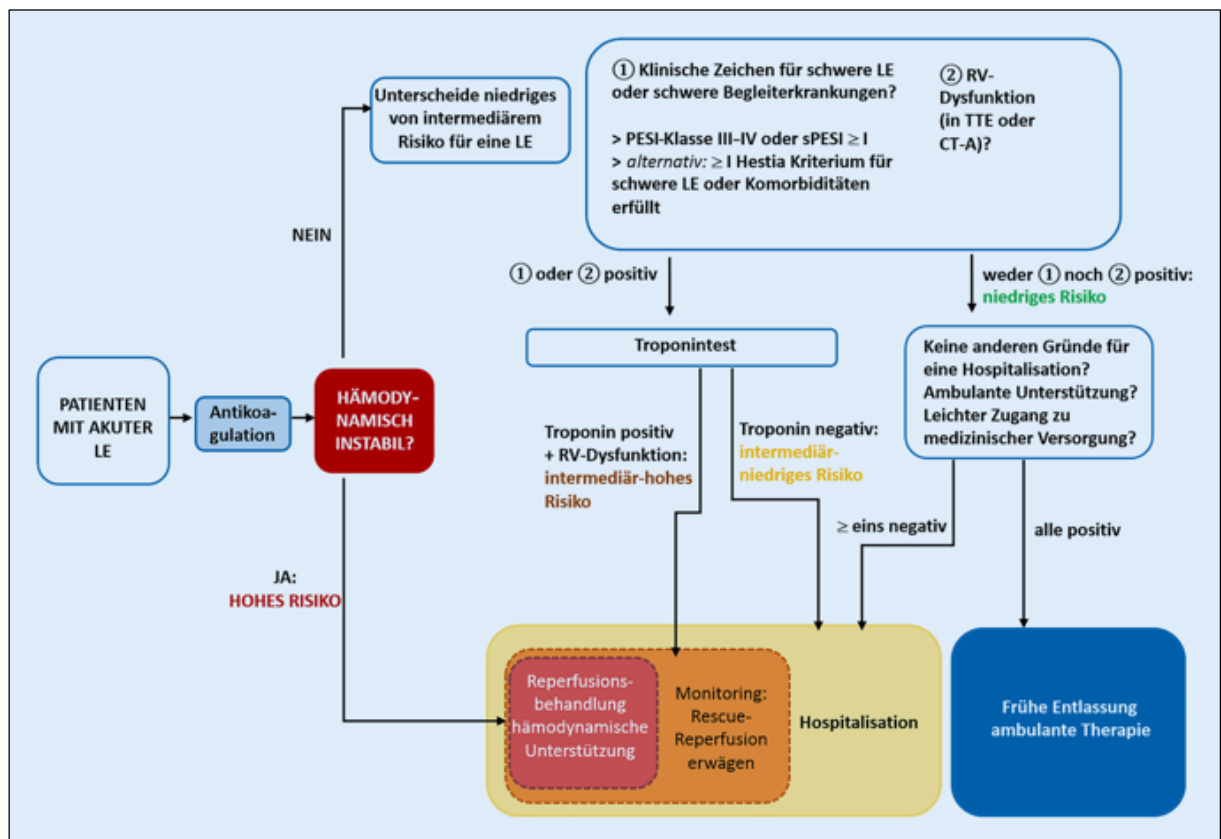 ① Klinische Zeichen für schwere LE
oder schwere Begleiterkrankungen?
> PESI-Klasse III–IV oder sPESI ≥ I
> alternativ: ≥ I Hestia Kriterium für
schwere LE oder Komorbiditäten
erfüllt
② RV-
Dysfunktion
(in TTE oder
CT-A)?
Unterscheide niedriges
von intermediärem
Risiko für eine LE
NEIN
① oder ② positiv
weder ① noch ② positiv:
niedriges Risiko
Troponintest
Keine anderen Gründe für
eine Hospitalisation?
Ambulante Unterstützung?
Leichter Zugang zu
medizinischer Versorgung?
PATIENTEN
MIT AKUTER
LE
Antikoa-
gulation
HÄMODY-
NAMISCH
INSTABIL?
Troponin positiv
+ RV-Dysfunktion:
intermediär-hohes
Risiko
Troponin negativ:
intermediär-
niedriges Risiko
≥ eins negativ
alle positiv
JA:
HOHES RISIKO
Reperfusions-
behandlung
hämodynamische
Unterstützung
Monitoring:
Rescue-
Reperfusion
erwägen
Hospitalisation
Frühe Entlassung
ambulante Therapie